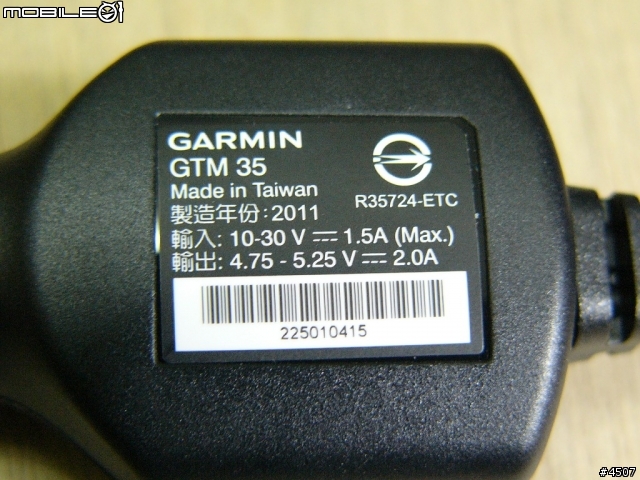 MOBILE01
GARMIN
GTM 35
Made in Taiwan
R35724-ETC
製造年份:2011
輸入: 10-30 V ⎓ 1.5A (Max.)
輸出: 4.75 - 5.25 V ⎓ 2.0A
225010415
#4507